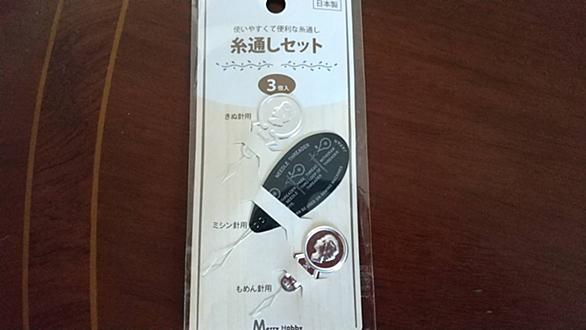 日本製
使いやすくて便利な糸通し
糸通しセット
3個入
きぬ針用
NEEDLE THREADER
ミシン針用
もめん針用
Merry Hobby